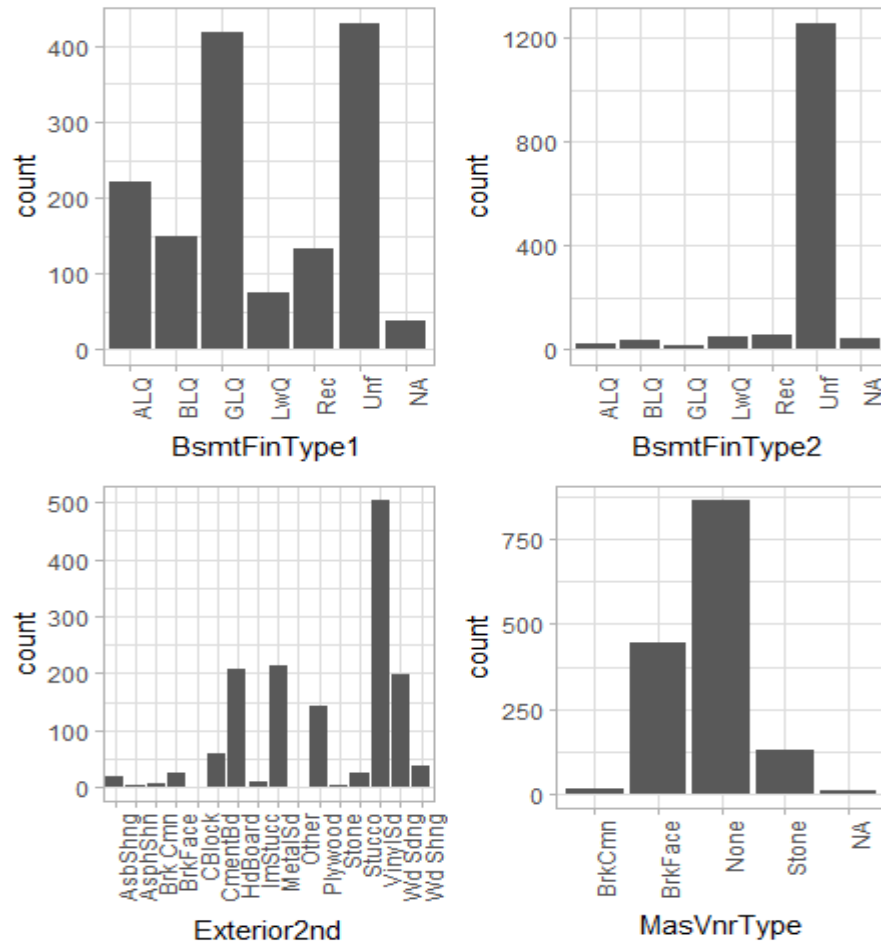 400
300
200
100
0
count
ALQ
BLQ
GLQ
LwQ
Rec
Unf
NA
BsmtFinType1
1200
800
400
0
count
ALQ
BLQ
GLQ
LwQ
Rec
Unf
NA
BsmtFinType2
500
400
300
200
100
0
count
AsbShng
AsphShn
Brk Cmn
BrkFace
CBlock
CmentBd
HdBoard
ImStucc
MetalSd
Other
Plywood
Stone
Stucco
VinylSd
Wd Sdng
Wd Shng
Exterior2nd
750
500
250
0
count
BrkCmn
BrkFace
None
Stone
NA
MasVnrType